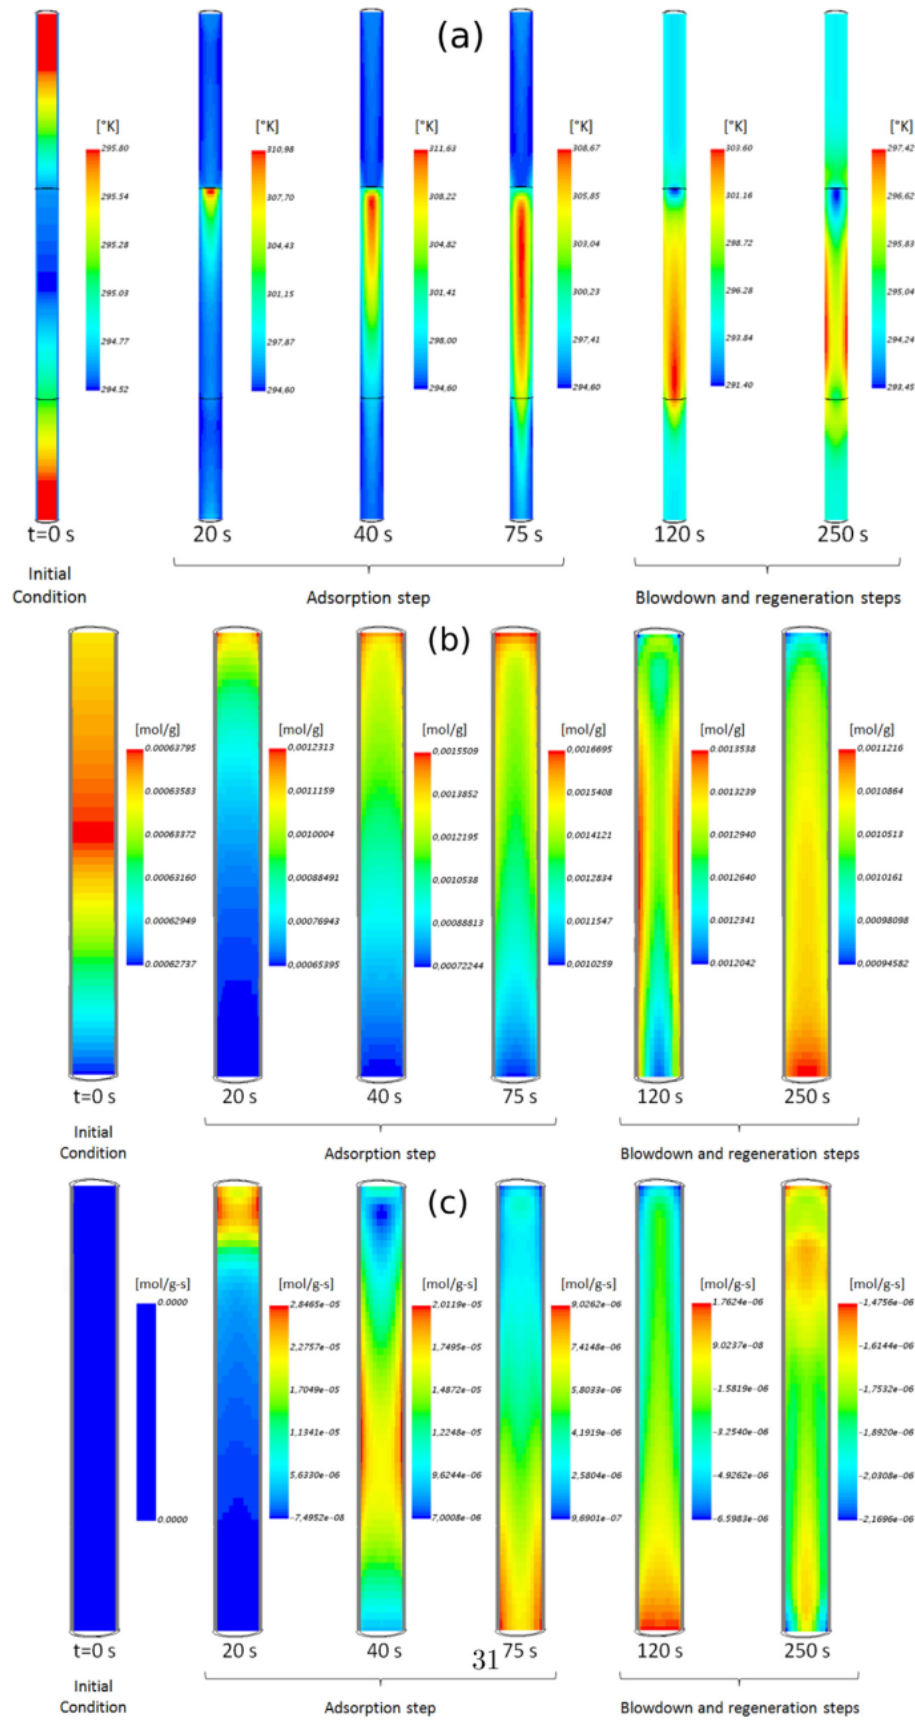 (a)
[°K] [°K] [°K] [°K] [°K] [°K]
295.80 310,98 311,63 308,67 303.60 297,42
295.54 307,70 308,22 305,85 301.16 296,62
295.28 304,43 304,82 303,04 298.72 295,83
295.03 301,15 301,41 300,23 296.28 295,04
294.77 297,87 298,00 297,41 293.84 294,24
294.52 294,60 294,60 294,60 291.40 293,45
t=0 s 20 s 40 s 75 s 120 s 250 s
Initial
Condition Adsorption step Blowdown and regeneration steps
(b)
[mol/g] [mol/g] [mol/g] [mol/g] [mol/g] [mol/g]
0.00063795 0,0012313 0,0015509 0,0016695 0.0013538 0,0011216
0.00063583 0,0011159 0,0013852 0,0015408 0.0013239 0,0010864
0.00063372 0,0010004 0,0012195 0,0014121 0.0012940 0,0010513
0.00063160 0,00088491 0,0010538 0,0012834 0.0012640 0,0010161
0.00062949 0,00076943 0,00088813 0,0011547 0.0012341 0,00098098
0.00062737 0,00065395 0,00072244 0,0010259 0.0012042 0,00094582
t=0 s 20 s 40 s 75 s 120 s 250 s
Initial
Condition Adsorption step Blowdown and regeneration steps
(c)
[mol/g-s] [mol/g-s] [mol/g-s] [mol/g-s] [mol/g-s] [mol/g-s]
0.0000 2,8465e-05 2,0119e-05 9,0262e-06 1.7624e-06 -1,4756e-06
2,2757e-05 1,7495e-05 7,4148e-06 9.0237e-08 -1,6144e-06
1,7049e-05 1,4872e-05 5,8033e-06 -1.5819e-06 -1,7532e-06
1,1341e-05 1,2248e-05 4,1919e-06 -3.2540e-06 -1,8920e-06
5,6330e-06 9,6244e-06 2,5804e-06 -4,9262e-06 -2,0308e-06
0.0000 -7,4952e-08 7,0008e-06 9,6901e-07 -6.5983e-06 -2,1696e-06
t=0 s 20 s 40 s 75 s 120 s 250 s
31
Initial
Condition Adsorption step Blowdown and regeneration steps